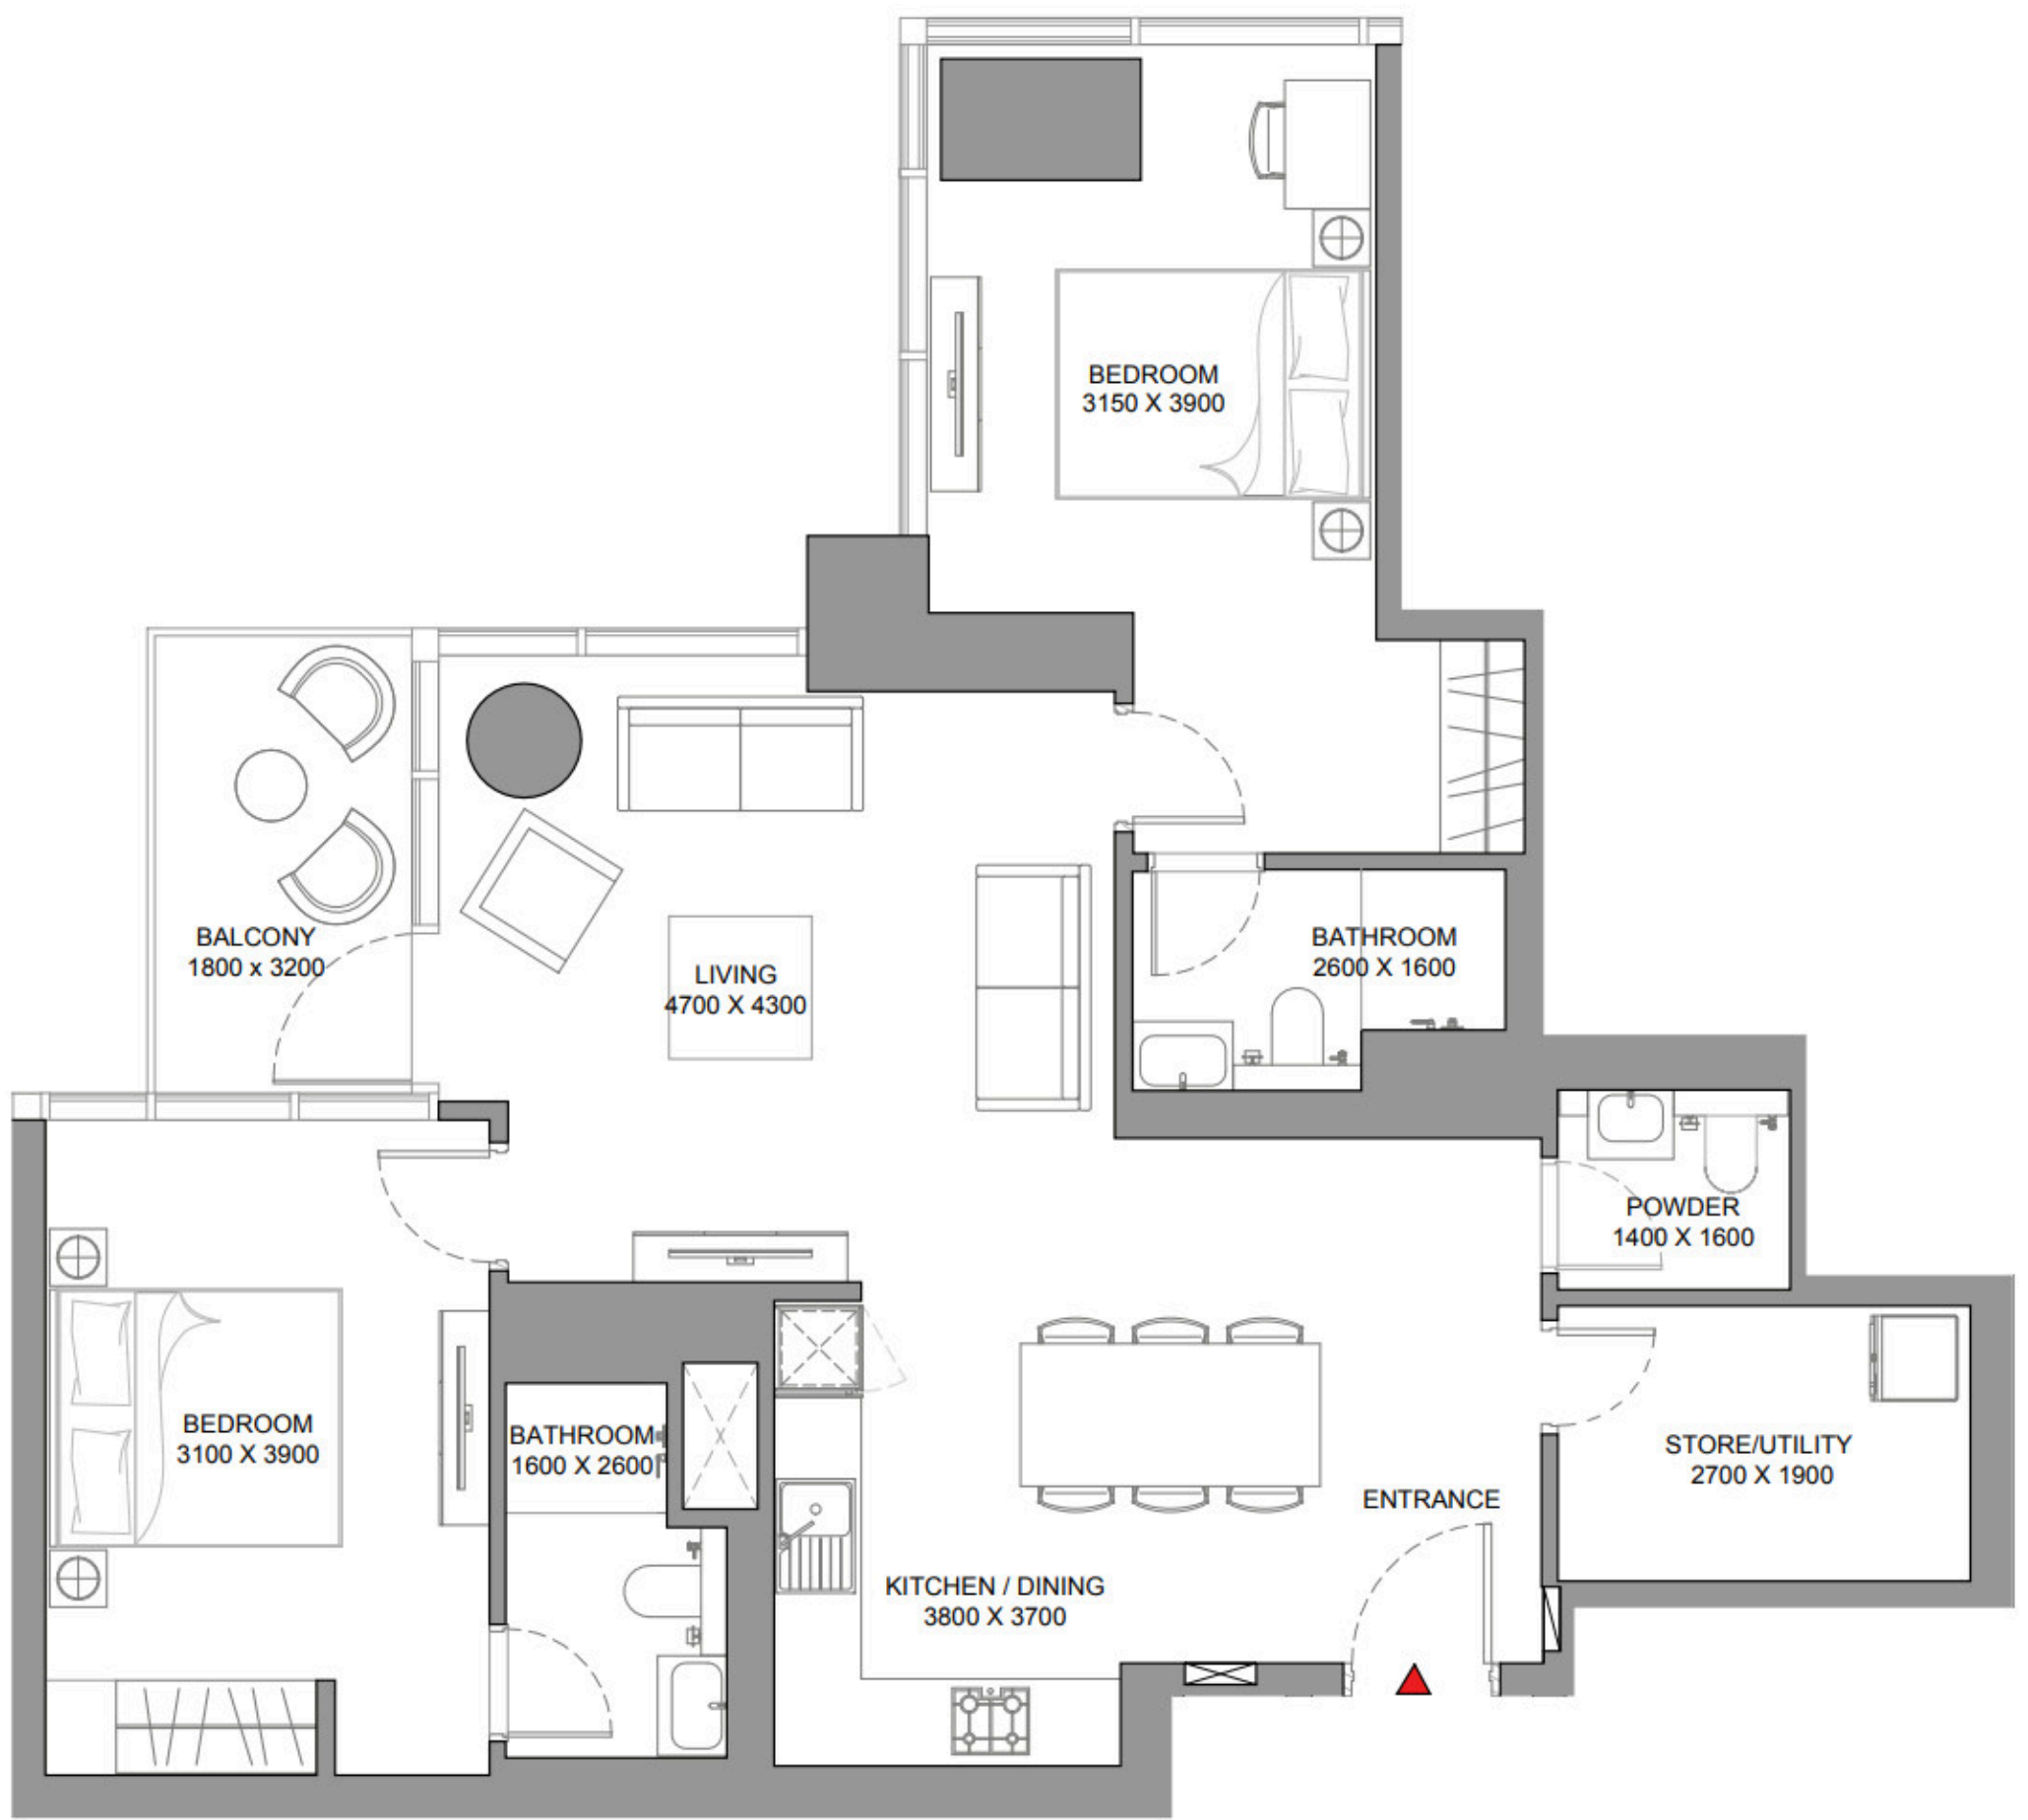 BEDROOM
3150 X 3900
BALCONY
1800 x 3200
LIVING
4700 X 4300
BATHROOM
2600 X 1600
POWDER
1400 X 1600
BEDROOM
3100 X 3900
BATHROOM
1600 X 2600
STORE/UTILITY
2700 X 1900
ENTRANCE
KITCHEN / DINING
3800 X 3700